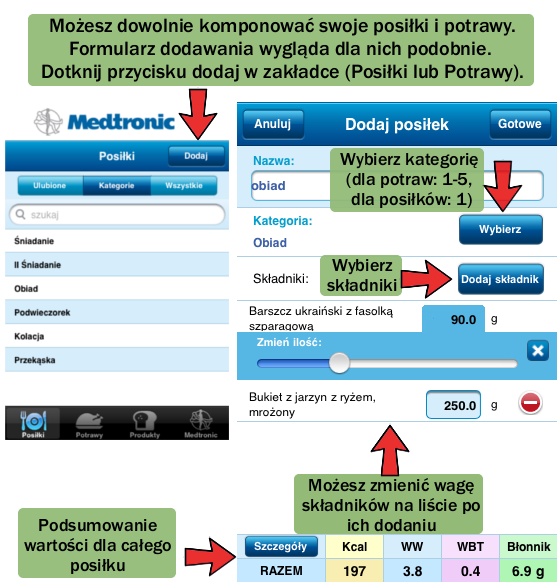 Możesz dowolnie komponować swoje posiłki i potrawy.
Formularz dodawania wygląda dla nich podobnie.
Dotknij przycisku dodaj w zakładce (Posiłki lub Potrawy).
Medtronic
Posiłki
Dodaj
Ulubione
Kategorie
Wszystkie
szukaj
Śniadanie
II Śniadanie
Obiad
Podwieczorek
Kolacja
Przekąska
Posiłki
Potrawy
Produkty
Medtronic
Anuluj
Dodaj posiłek
Gotowe
Nazwa:
obiad
Wybierz kategorię
(dla potraw: 1-5,
dla posiłków: 1)
Kategoria:
Obiad
Wybierz
Składniki:
Wybierz
składniki
Dodaj składnik
Barszcz ukraiński z fasolką
szparagową
90.0 g
Zmień ilość:
Bukiet z jarzyn z ryżem,
mrożony
250.0 g
Możesz zmienić wagę
składników na liście po
ich dodaniu
Podsumowanie
wartości dla całego
posiłku
Szczegóły Kcal WW WBT Błonnik
RAZEM 197 3.8 0.4 6.9 g